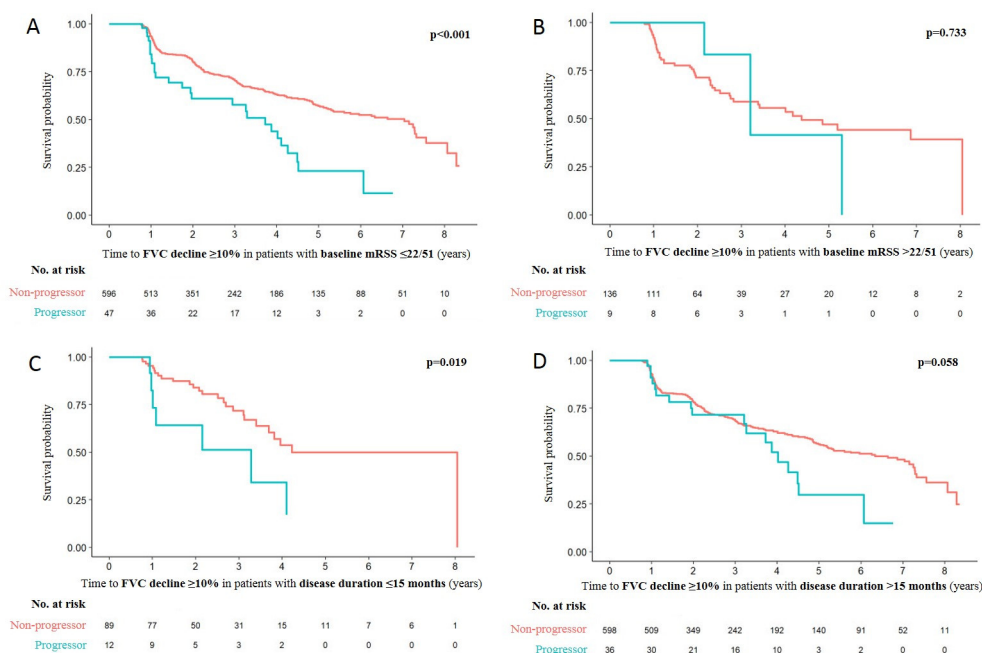 A
p<0.001
Survival probability
1.00
0.75
0.50
0.25
0.00
0 1 2 3 4 5 6 7 8
Time to FVC decline ≥10% in patients with baseline mRSS ≤22/51 (years)
No. at risk
Non-progressor 596 513 351 242 186 135 88 51 10
Progressor 47 36 22 17 12 3 2 0 0
B
p=0.733
Survival probability
1.00
0.75
0.50
0.25
0.00
0 1 2 3 4 5 6 7 8
Time to FVC decline ≥10% in patients with baseline mRSS >22/51 (years)
No. at risk
Non-progressor 136 111 64 39 27 20 12 8 2
Progressor 9 8 6 3 1 1 0 0 0
C
p=0.019
Survival probability
1.00
0.75
0.50
0.25
0.00
0 1 2 3 4 5 6 7 8
Time to FVC decline ≥10% in patients with disease duration ≤15 months (years)
No. at risk
Non-progressor 89 77 50 31 15 11 7 6 1
Progressor 12 9 5 3 2 0 0 0 0
D
p=0.058
Survival probability
1.00
0.75
0.50
0.25
0.00
0 1 2 3 4 5 6 7 8
Time to FVC decline ≥10% in patients with disease duration >15 months (years)
No. at risk
Non-progressor 598 509 349 242 192 140 91 52 11
Progressor 36 30 21 16 10 3 2 0 0